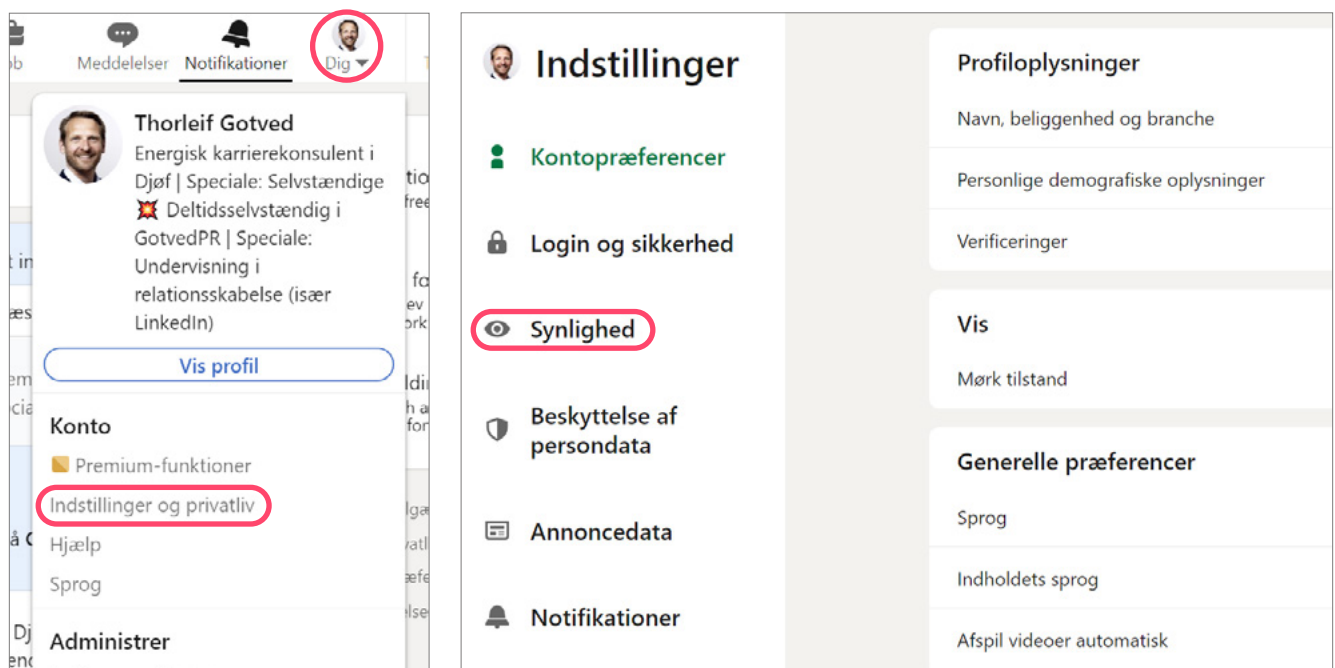 Meddelelser
Notifikationer
Dig
Thorleif Gotved
Energisk karrierekonsulent i
Djøf | Speciale: Selvstændige
💥 Deltidsselvstændig i
GotvedPR | Speciale:
Undervisning i
relationsskabelse (især
LinkedIn)
Vis profil
Konto
Premium-funktioner
Indstillinger og privatliv
Hjælp
Sprog
Administrer
Indstillinger
Kontopræferencer
Login og sikkerhed
Synlighed
Beskyttelse af
persondata
Annoncedata
Notifikationer
Profiloplysninger
Navn, beliggenhed og branche
Personlige demografiske oplysninger
Verificeringer
Vis
Mørk tilstand
Generelle præferencer
Sprog
Indholdets sprog
Afspil videoer automatisk